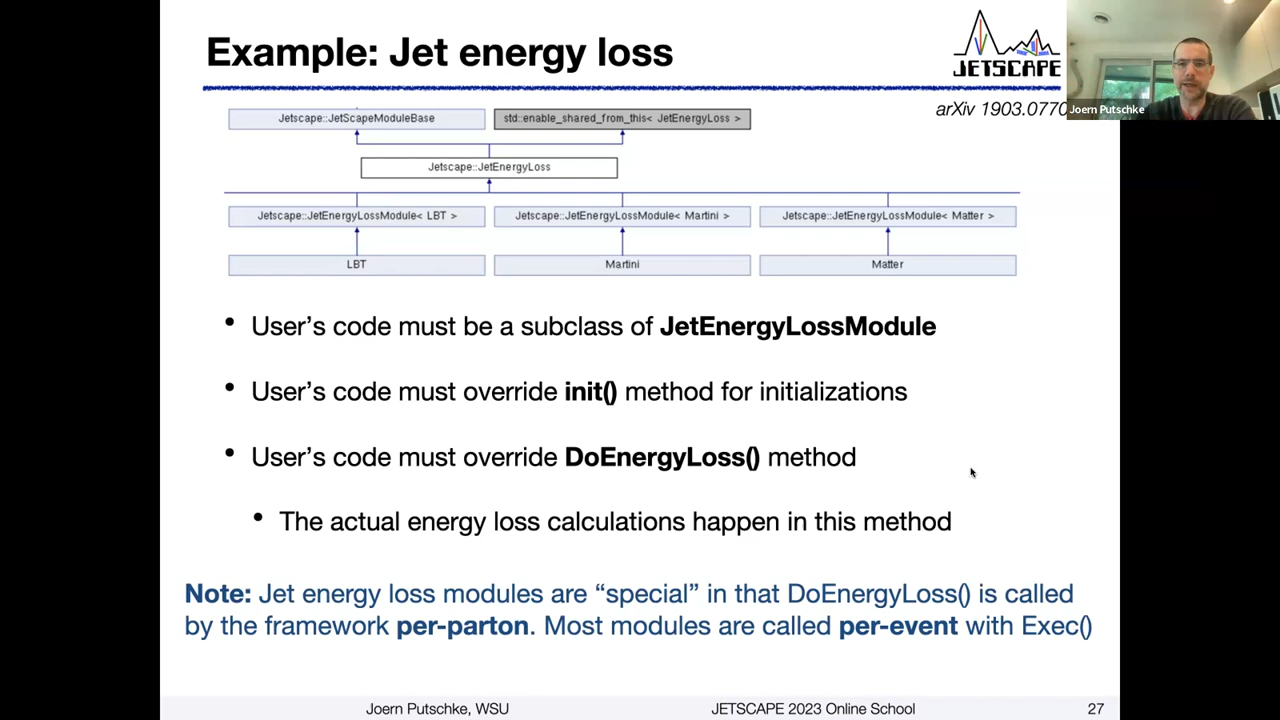 Example: Jet energy loss
JETSCAPE
Joern Putschke
arXiv 1903.0770
Jetscape::JetScapeModuleBase
std::enable_shared_from_this< JetEnergyLoss >
Jetscape::JetEnergyLoss
Jetscape::JetEnergyLossModule< LBT >
Jetscape::JetEnergyLossModule< Martini >
Jetscape::JetEnergyLossModule< Matter >
LBT
Martini
Matter
• User’s code must be a subclass of JetEnergyLossModule
• User’s code must override init() method for initializations
• User’s code must override DoEnergyLoss() method
• The actual energy loss calculations happen in this method
Note: Jet energy loss modules are “special” in that DoEnergyLoss() is called
by the framework per-parton. Most modules are called per-event with Exec()
Joern Putschke, WSU
JETSCAPE 2023 Online School
27